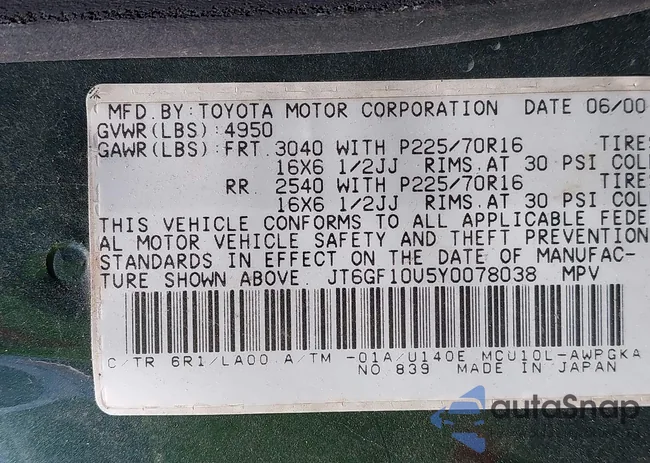 MFD.BY:TOYOTA MOTOR CORPORATION DATE 06/00
GVWR(LBS):4950
GAWR(LBS):FRT.3040 WITH P225/70R16 TIRE
16X6 1/2JJ RIMS.AT 30 PSI COL
RR. 2540 WITH P225/70R16 TIRE
16X6 1/2JJ RIMS.AT 30 PSI COL
THIS VEHICLE CONFORMS TO ALL APPLICABLE FEDE
AL MOTOR VEHICLE SAFETY AND THEFT PREVENTION
STANDARDS IN EFFECT ON THE DATE OF MANUFAC-
TURE SHOWN ABOVE. JT6GF10U5Y0078038 MPV
C/TR 6R1/LA00 A/TM -01A/U140E MCU10L-AWPGKA
NO 839 MADE IN JAPAN
autoSnap